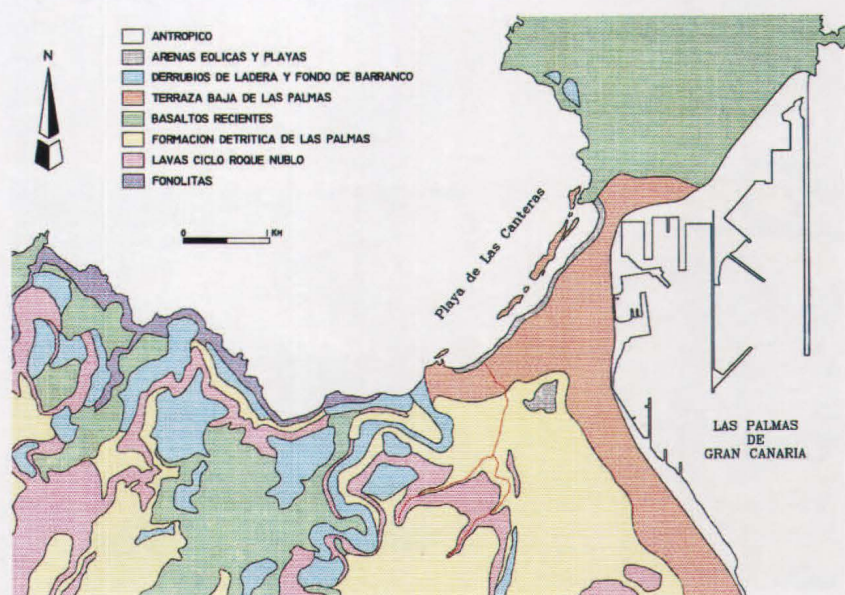 N
ANTROPICO
ARENAS EOLICAS Y PLAYAS
DERRUBIOS DE LADERA Y FONDO DE BARRANCO
TERRAZA BAJA DE LAS PALMAS
BASALTOS RECIENTES
FORMACION DETRITICA DE LAS PALMAS
LAVAS CICLO ROQUE NUBLO
FONOLITAS
0 1 KM
Playa de Las Canteras
LAS PALMAS
DE
GRAN CANARIA